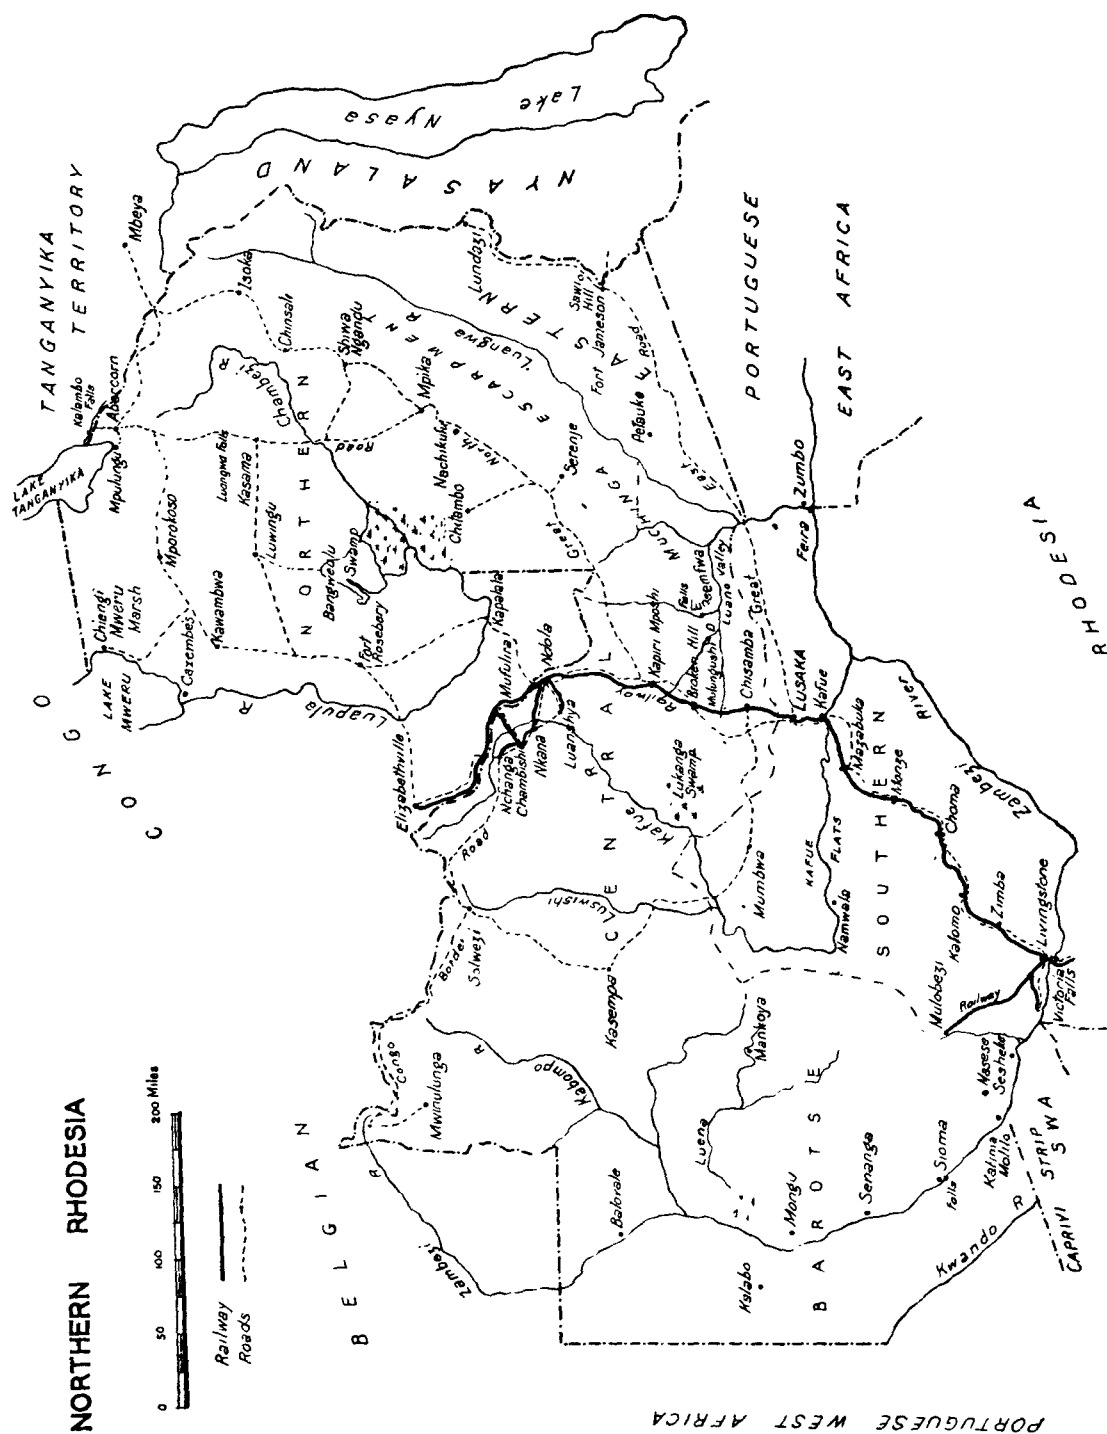 NORTHERN RHODESIA
0 50 100 150 200 Miles
Railway
Roads
TANGANYIKA
TERRITORY
LAKE
TANGANYIKA
Kalambo
Falls
Abercorn
Mpulungu
Mbeya
CONGO
BELGIAN
LAKE
MWERU
Chiengi
Mweru
Marsh
Mporokoso
Cazembes
Kawambwa
Luongwa Falls
Kasama
Luwingu
Isoka
Chinsali
Shiwa
Ngandu
Chambezi R
Mpika
NORTHERN
Bangweulu
Swamp
Fort
Rosebery
Luapula R
Kapalala
Chilambo
Nachikufu
Great North Road
Serenje
MUCHINGA ESCARPMENT
Luangwa R
Lundazi
EASTERN
Sawior
Hill
Fort
Jameson
Petauke
Great East Road
NYASALAND
Lake Nyasa
PORTUGUESE
EAST AFRICA
Zumbo
Feira
Elizabethville
Mufulira
Ndola
Nchanga
Chambishi
Nkana
Luanshya
Railway
Kapiri Mposhi
Broken Hill
Mulungushi D
Falls
Luano Valley
Chisamba
LUSAKA
Kafue
Lukanga
Swamp
Kafue R
CENTRAL
Border Road
Solwezi
Luswishi
Kasempa
Mumbwa
KAFUE
FLATS
Namwala
Mazabuka
Monze
SOUTHERN
Choma
Kalomo
Zimba
Livingstone
Victoria
Falls
Zambezi River
RHODESIA
Mulobezi
Railway
Masese
Sesheke
Congo
Mwinulunga
Kabompo R
Zambezi R
Balovale
Luena
Mankoya
Mongu
Kalabo
BAROTSE
Senanga
Sioma
Falls
Katima
Molilo
CAPRIVI STRIP
SWA
Kwando R
PORTUGUESE WEST AFRICA